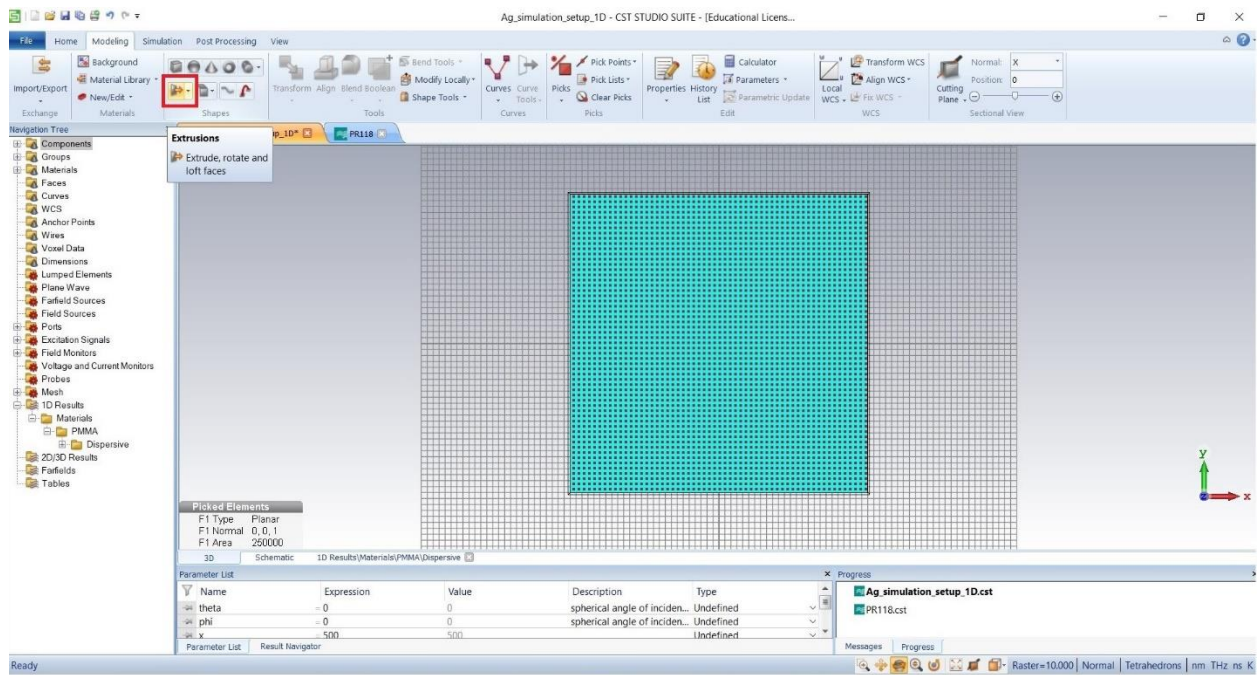 Ag_simulation_setup_1D - CST STUDIO SUITE - [Educational Licens...
File Home Modeling Simulation Post Processing View
Import/Export
Exchange
Background
Material Library
New/Edit
Materials
Shapes
Transform Align Blend Boolean
Bend Tools
Modify Locally
Shape Tools
Tools
Curves Curve Tools
Curves
Picks
Pick Points
Pick Lists
Clear Picks
Picks
Properties History List
Calculator
Parameters
Parametric Update
Edit
Local WCS
Transform WCS
Align WCS
Fix WCS
WCS
Cutting Plane
Normal: X
Position: 0
Sectional View
Navigation Tree
Components
Groups
Materials
Faces
Curves
WCS
Anchor Points
Wires
Voxel Data
Dimensions
Lumped Elements
Plane Wave
Farfield Sources
Field Sources
Ports
Excitation Signals
Field Monitors
Voltage and Current Monitors
Probes
Mesh
1D Results
Materials
PMMA
Dispersive
2D/3D Results
Farfields
Tables
Extrusions
Extrude, rotate and
loft faces
up_1D* PR118
y
x
z
Picked Elements
F1 Type Planar
F1 Normal 0, 0, 1
F1 Area 250000
3D Schematic 1D Results\Materials\PMMA\Dispersive
Parameter List
Name Expression Value Description Type
theta = 0 0 spherical angle of inciden... Undefined
phi = 0 0 spherical angle of inciden... Undefined
x = 500 500 Undefined
Parameter List Result Navigator
Progress
Ag_simulation_setup_1D.cst
PR118.cst
Messages Progress
Ready
Raster=10.000 Normal Tetrahedrons nm THz ns K